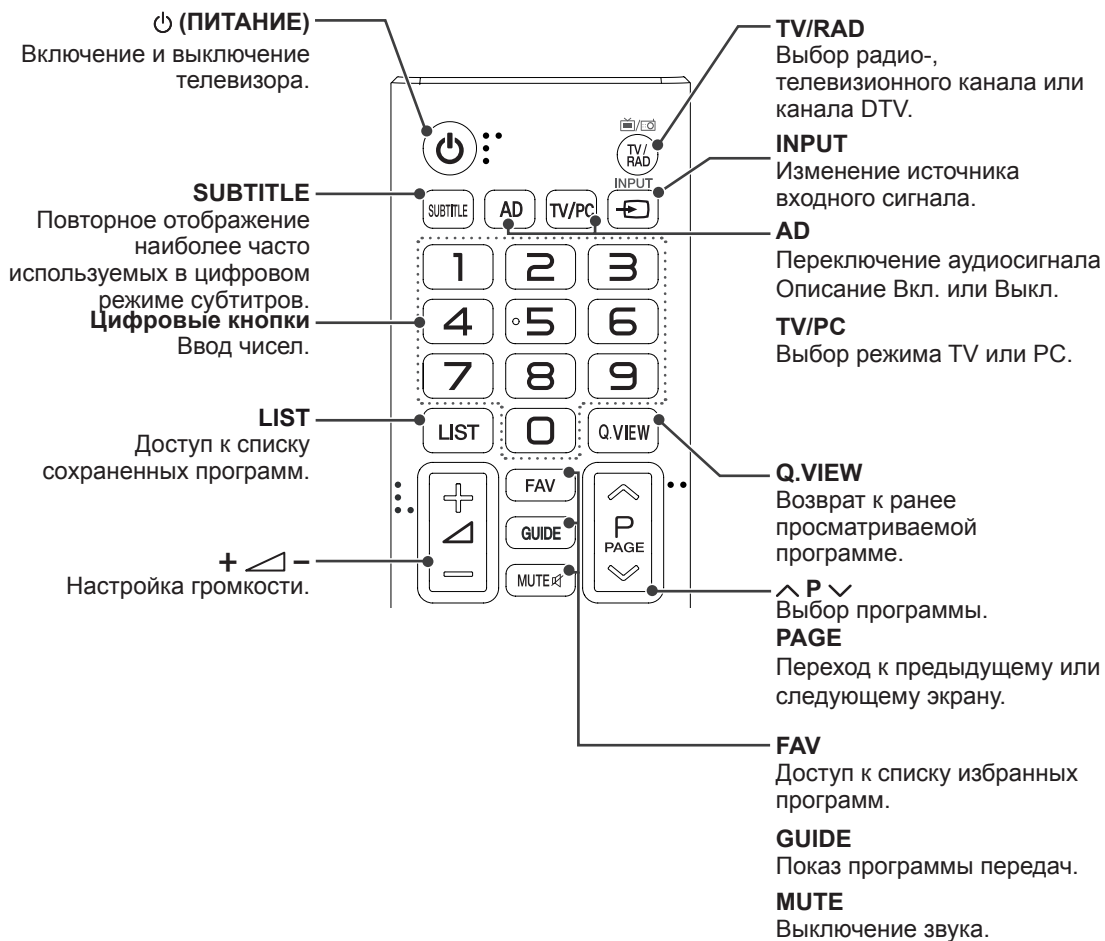 ⏻ (ПИТАНИЕ)
Включение и выключение
телевизора.
SUBTITLE
Повторное отображение
наиболее часто
используемых в цифровом
режиме субтитров.
Цифровые кнопки
Ввод чисел.
LIST
Доступ к списку
сохраненных программ.
+ ⊿ −
Настройка громкости.
TV/
RAD
INPUT
SUBTITLE AD TV/PC
1 2 3
4 5 6
7 8 9
LIST 0 Q.VIEW
+ FAV
P
GUIDE
PAGE
− MUTE
TV/RAD
Выбор радио-,
телевизионного канала или
канала DTV.
INPUT
Изменение источника
входного сигнала.
AD
Переключение аудиосигнала
Описание Вкл. или Выкл.
TV/PC
Выбор режима TV или PC.
Q.VIEW
Возврат к ранее
просматриваемой
программе.
︿ P ﹀
Выбор программы.
PAGE
Переход к предыдущему или
следующему экрану.
FAV
Доступ к списку избранных
программ.
GUIDE
Показ программы передач.
MUTE
Выключение звука.